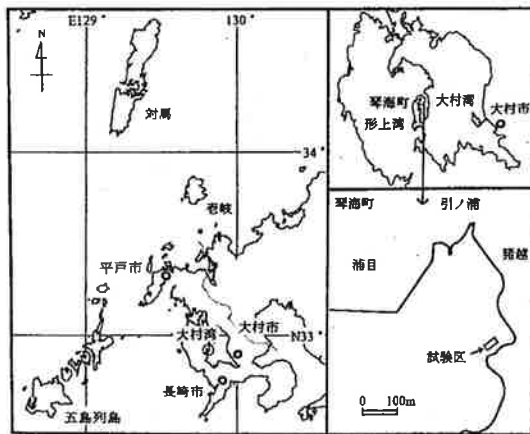 E129°
130°
N
対馬
34°
壱岐
平戸市
大村湾
大村市
N33°
長崎市
五島列島
琴海町
形上湾
大村湾
大村市
琴海町
引ノ浦
猪越
浦目
試験区
0 100m